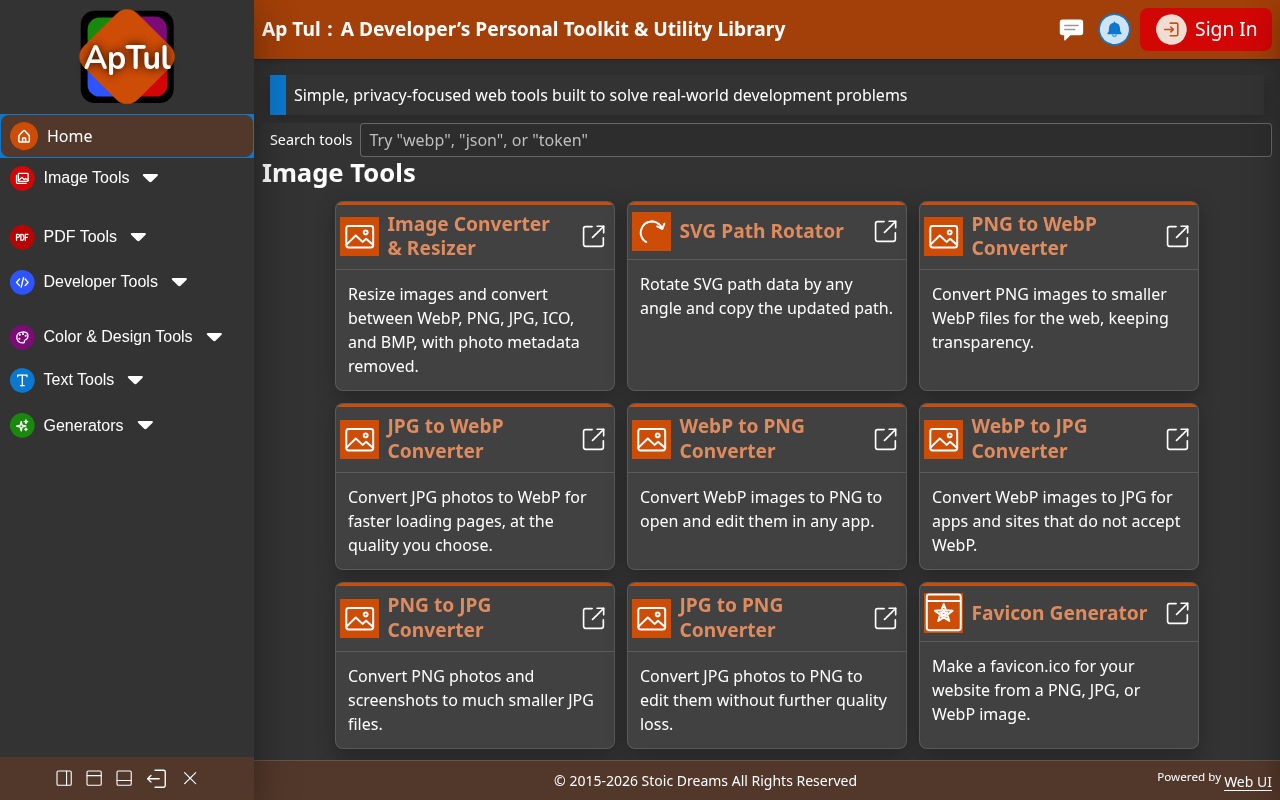 ApTul
Home
Image Tools
PDF
PDF Tools
Developer Tools
Color & Design Tools
T
Text Tools
Generators
Ap Tul : A Developer’s Personal Toolkit & Utility Library
Sign In
Simple, privacy-focused web tools built to solve real-world development problems
Search tools
Try "webp", "json", or "token"
Image Tools
Image Converter
& Resizer
Resize images and convert
between WebP, PNG, JPG, ICO,
and BMP, with photo metadata
removed.
SVG Path Rotator
Rotate SVG path data by any
angle and copy the updated path.
PNG to WebP
Converter
Convert PNG images to smaller
WebP files for the web, keeping
transparency.
JPG to WebP
Converter
Convert JPG photos to WebP for
faster loading pages, at the
quality you choose.
WebP to PNG
Converter
Convert WebP images to PNG to
open and edit them in any app.
WebP to JPG
Converter
Convert WebP images to JPG for
apps and sites that do not accept
WebP.
PNG to JPG
Converter
Convert PNG photos and
screenshots to much smaller JPG
files.
JPG to PNG
Converter
Convert JPG photos to PNG to
edit them without further quality
loss.
Favicon Generator
Make a favicon.ico for your
website from a PNG, JPG, or
WebP image.
© 2015-2026 Stoic Dreams All Rights Reserved
Powered by Web UI